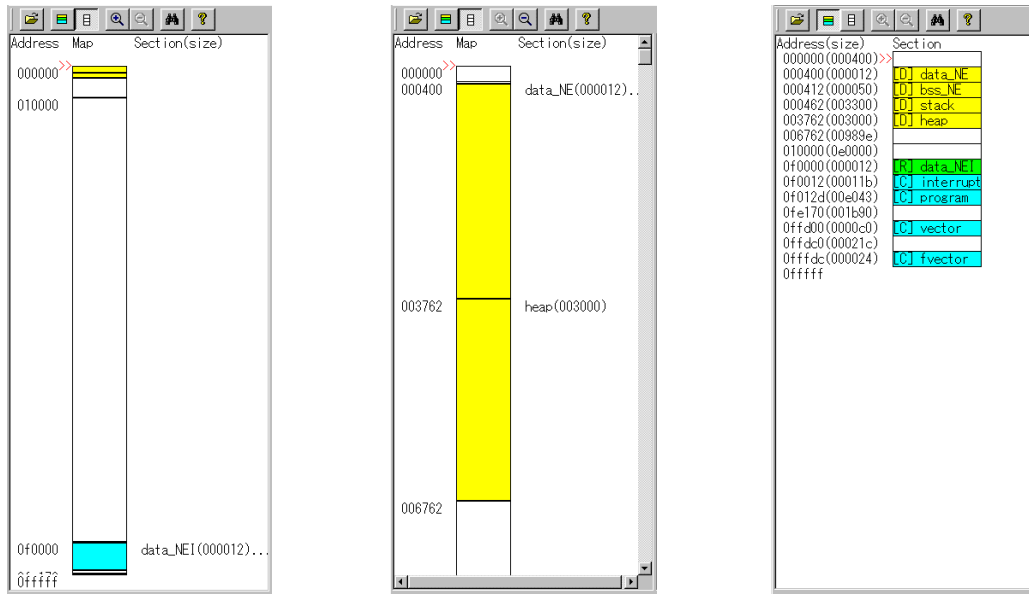 Address Map Section(size)
000000
010000
0f0000 data_NEI(000012)...
0fffff
Address Map Section(size)
000000
000400 data_NE(000012)..
003762 heap(003000)
006762
Address(size) Section
000000(000400)>>
000400(000012) [D] data_NE
000412(000050) [D] bss_NE
000462(003300) [D] stack
003762(003000) [D] heap
006762(00989e)
010000(0e0000)
0f0000(000012) [R] data_NEI
0f0012(00011b) [C] interrupt
0f012d(00e043) [C] program
0fe170(001b90)
0ffd00(0000c0) [C] vector
0ffdc0(00021c)
0fffdc(000024) [C] fvector
0fffff